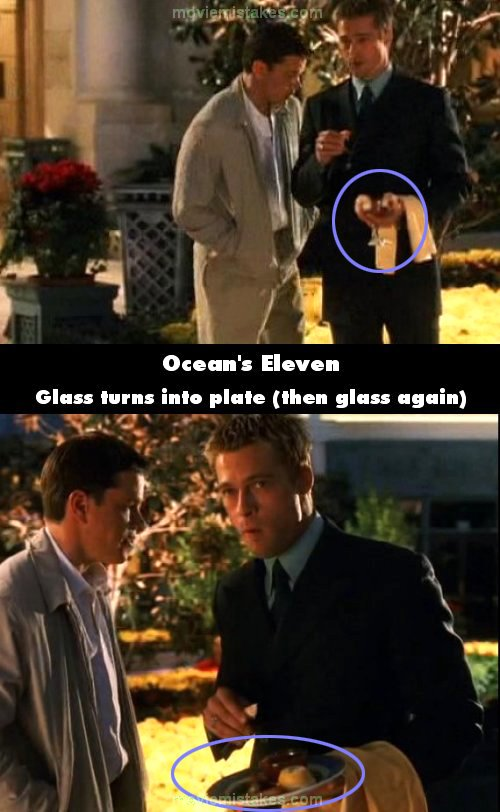 moviemistakes.com
Ocean's Eleven
Glass turns into plate (then glass again)
moviemistakes.com